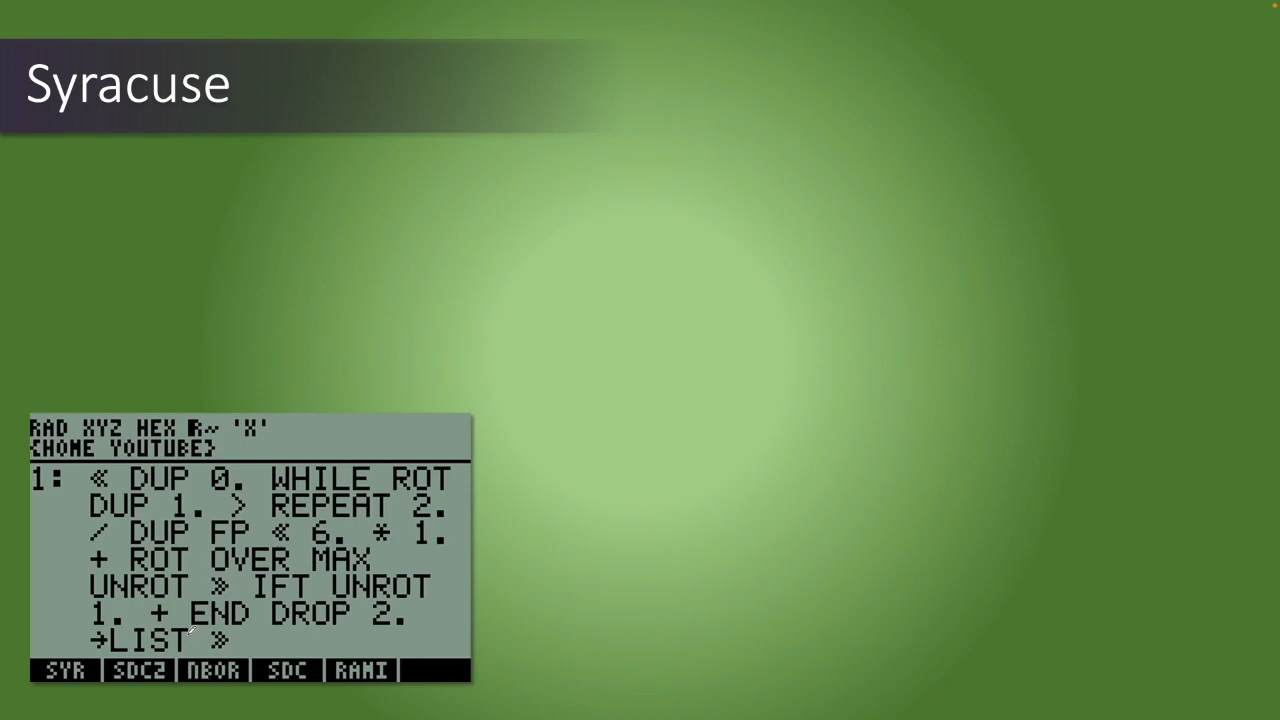 Syracuse
RAD XYZ HEX R~ 'X'
{HOME YOUTUBE}
1: « DUP 0. WHILE ROT
DUP 1. > REPEAT 2.
/ DUP FP « 6. * 1.
+ ROT OVER MAX
UNROT » IFT UNROT
1. + END DROP 2.
→LIST »
SYR SDC2 NBOR SDC RAMI